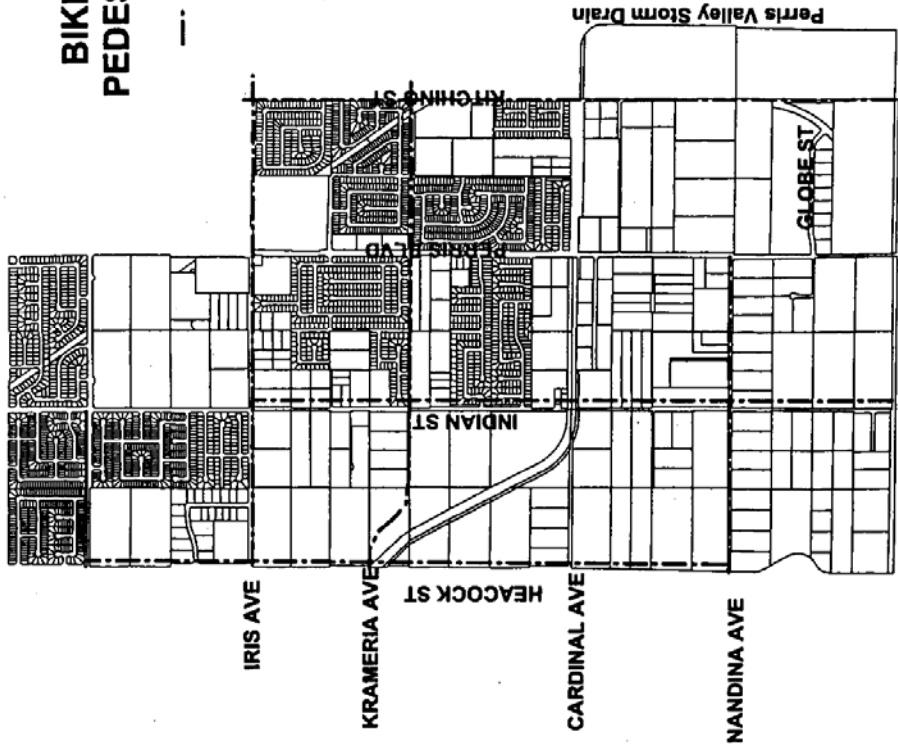 BIK
PEDES
Perris Valley Storm Drain
KITCHING ST
GLOBE ST
PERRIS BLVD
INDIAN ST
HEACOCK ST
IRIS AVE
KRAMERIA AVE
CARDINAL AVE
NANDINA AVE